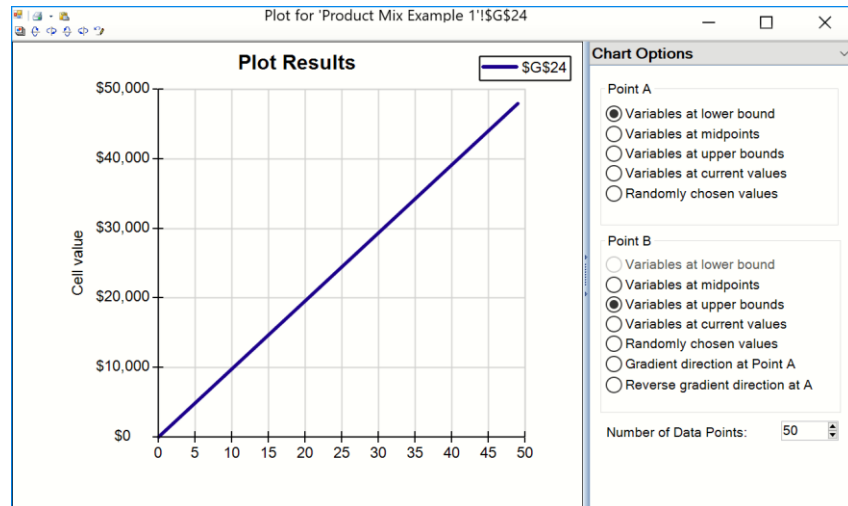 Plot for 'Product Mix Example 1'!$G$24
Plot Results
$G$24
$50,000
$40,000
$30,000
$20,000
$10,000
$0
Cell value
0 5 10 15 20 25 30 35 40 45 50
Chart Options
Point A
Variables at lower bound
Variables at midpoints
Variables at upper bounds
Variables at current values
Randomly chosen values
Point B
Variables at lower bound
Variables at midpoints
Variables at upper bounds
Variables at current values
Randomly chosen values
Gradient direction at Point A
Reverse gradient direction at A
Number of Data Points: 50